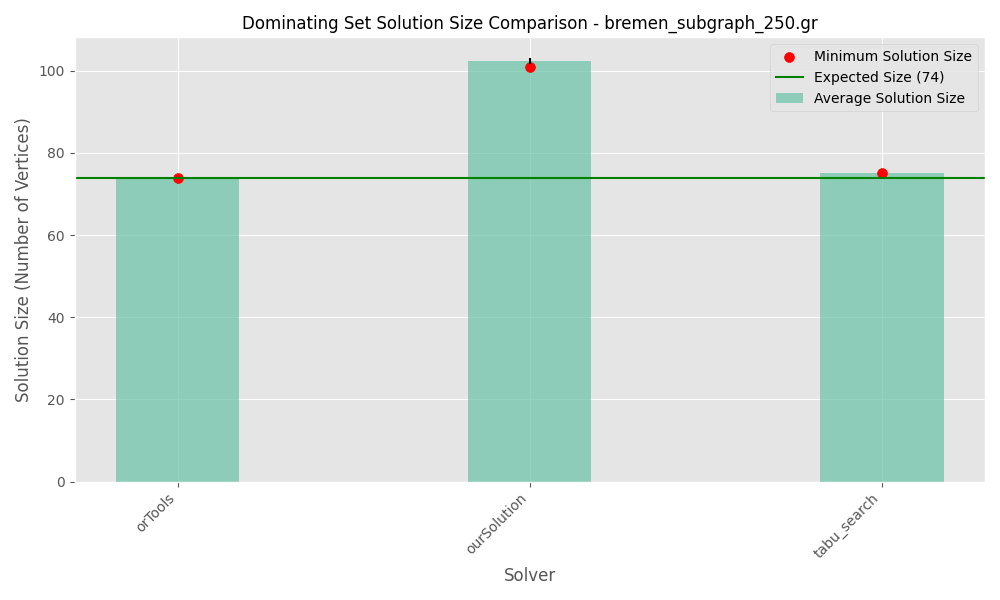 Dominating Set Solution Size Comparison - bremen_subgraph_250.gr
Minimum Solution Size
Expected Size (74)
Average Solution Size
Solution Size (Number of Vertices)
100
80
60
40
20
0
orTools
ourSolution
tabu_search
Solver